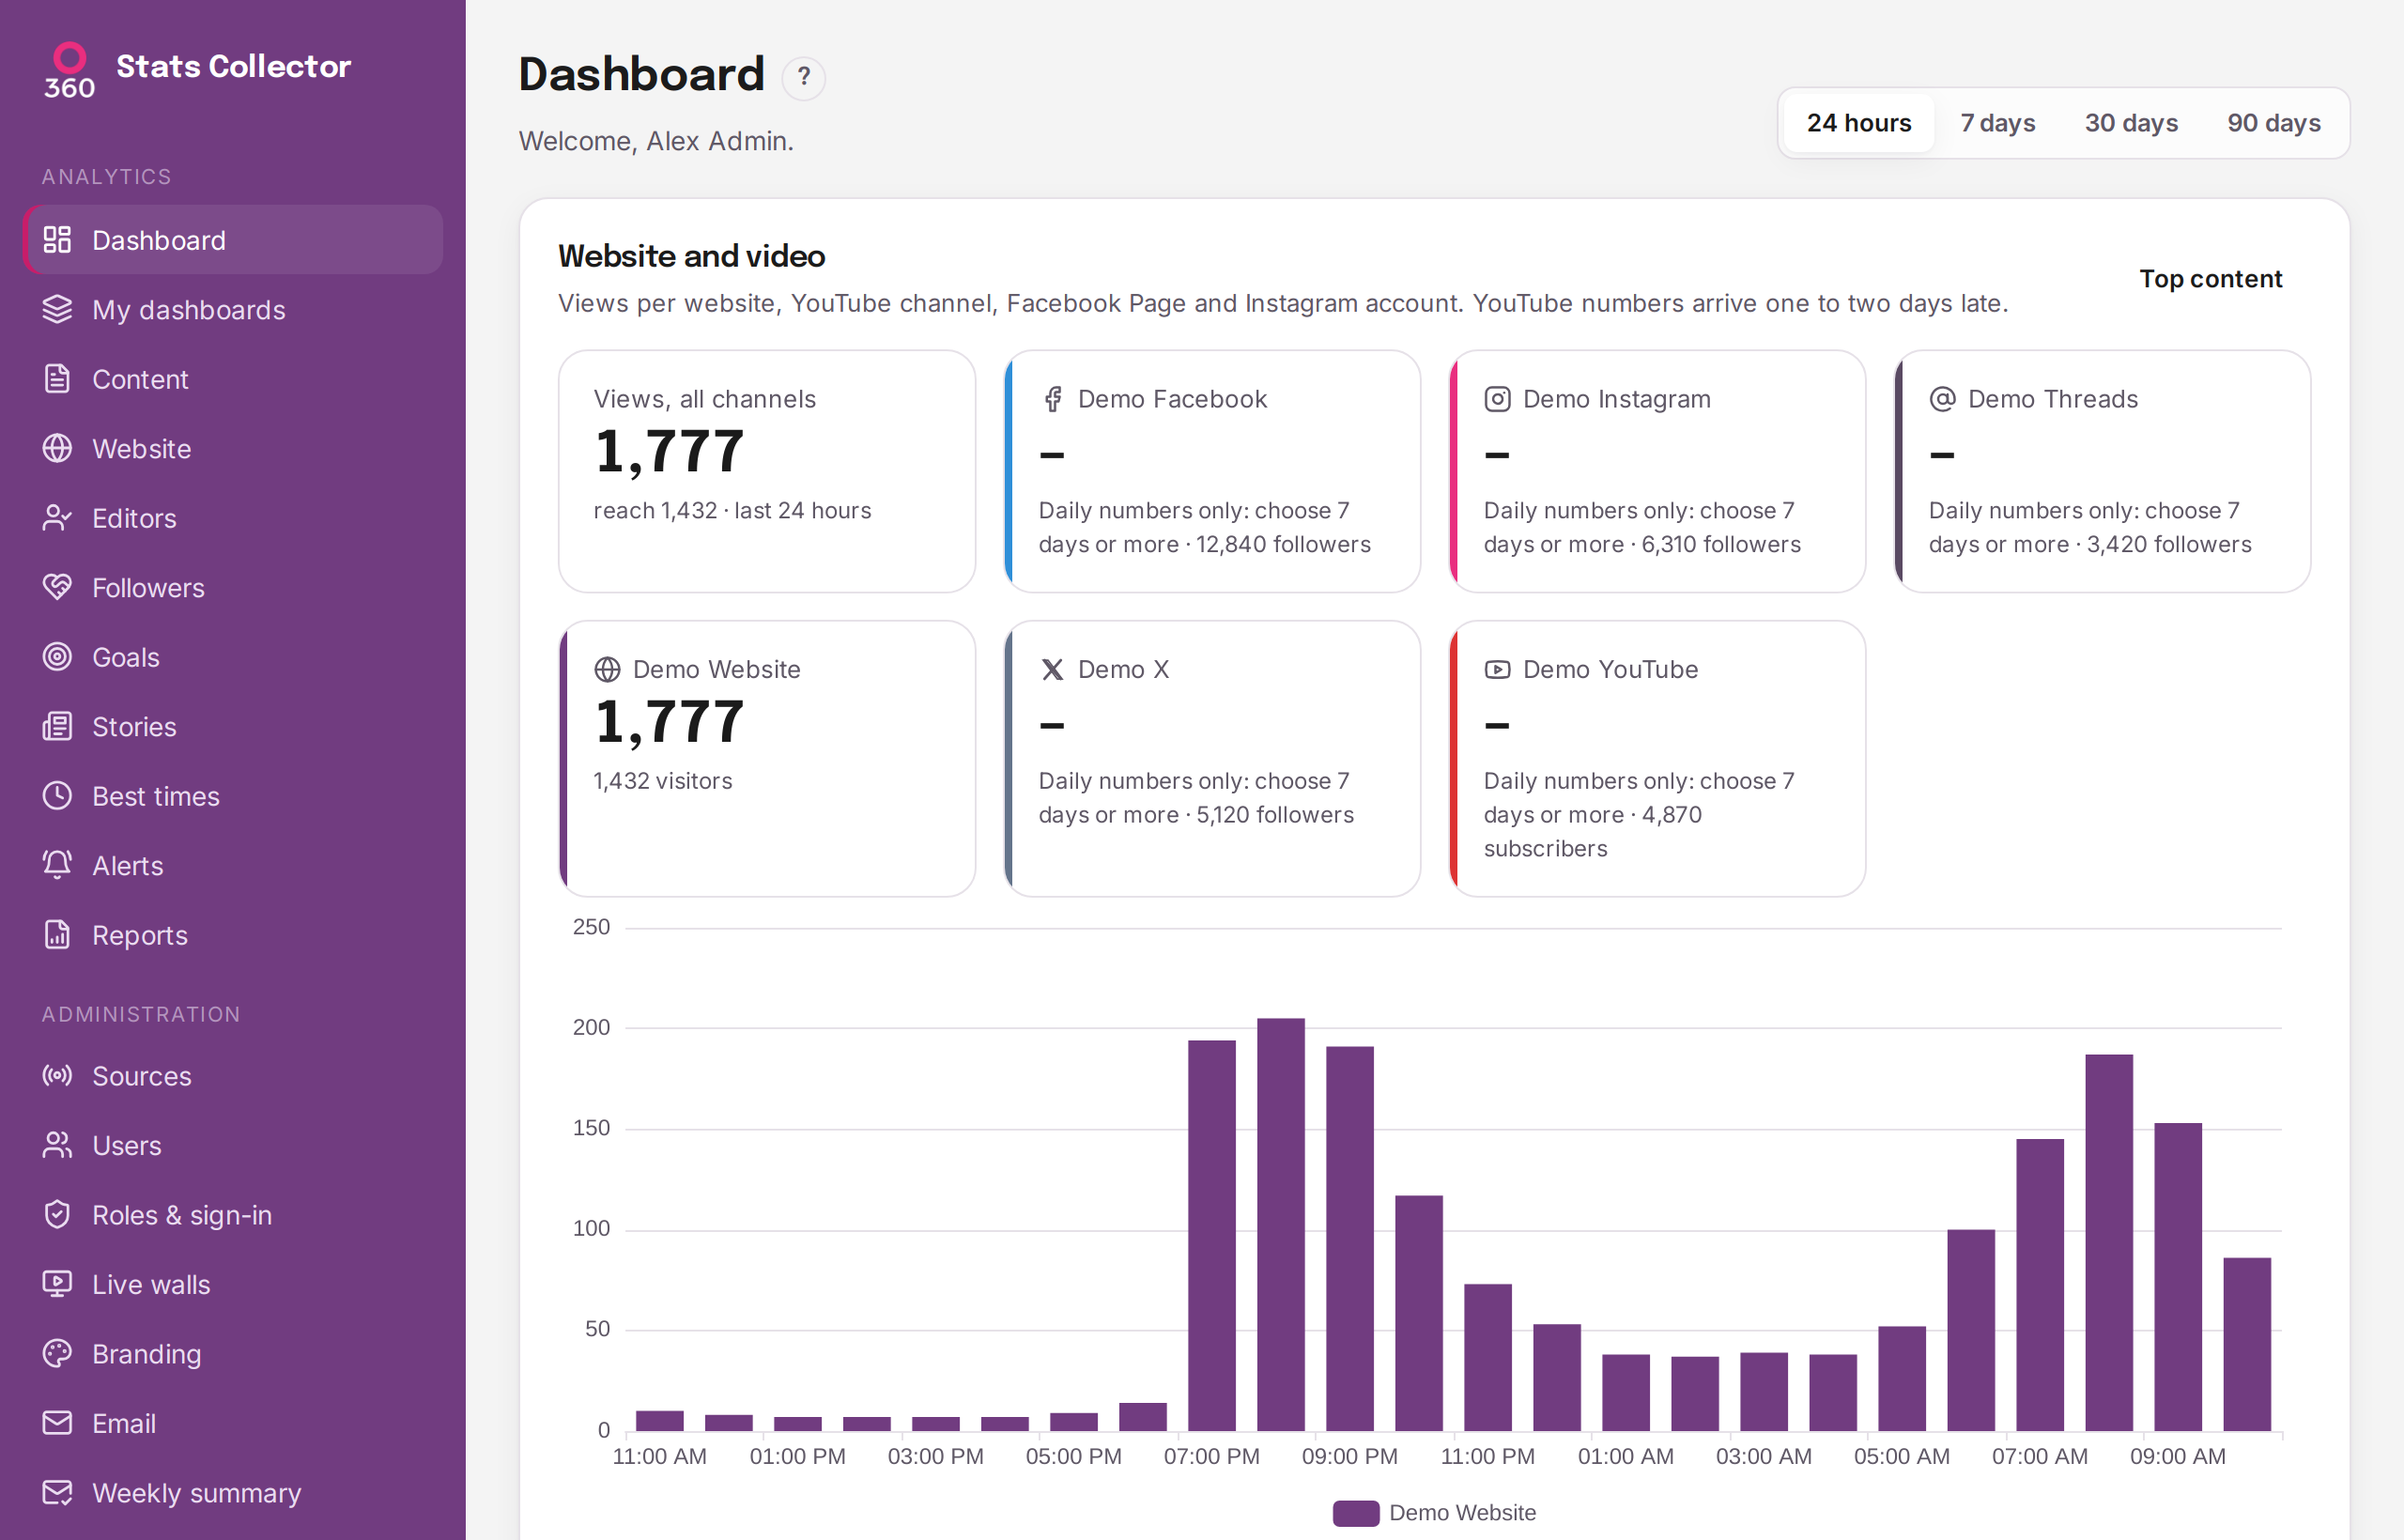 360
Stats Collector
ANALYTICS
Dashboard
My dashboards
Content
Website
Editors
Followers
Goals
Stories
Best times
Alerts
Reports
ADMINISTRATION
Sources
Users
Roles & sign-in
Live walls
Branding
Email
Weekly summary
Dashboard ?
Welcome, Alex Admin.
24 hours 7 days 30 days 90 days
Website and video
Views per website, YouTube channel, Facebook Page and Instagram account. YouTube numbers arrive one to two days late.
Top content
Views, all channels
1,777
reach 1,432 · last 24 hours
Demo Facebook
–
Daily numbers only: choose 7
days or more · 12,840 followers
Demo Instagram
–
Daily numbers only: choose 7
days or more · 6,310 followers
Demo Threads
–
Daily numbers only: choose 7
days or more · 3,420 followers
Demo Website
1,777
1,432 visitors
Demo X
–
Daily numbers only: choose 7
days or more · 5,120 followers
Demo YouTube
–
Daily numbers only: choose 7
days or more · 4,870
subscribers
250
200
150
100
50
0
11:00 AM 01:00 PM 03:00 PM 05:00 PM 07:00 PM 09:00 PM 11:00 PM 01:00 AM 03:00 AM 05:00 AM 07:00 AM 09:00 AM
Demo Website